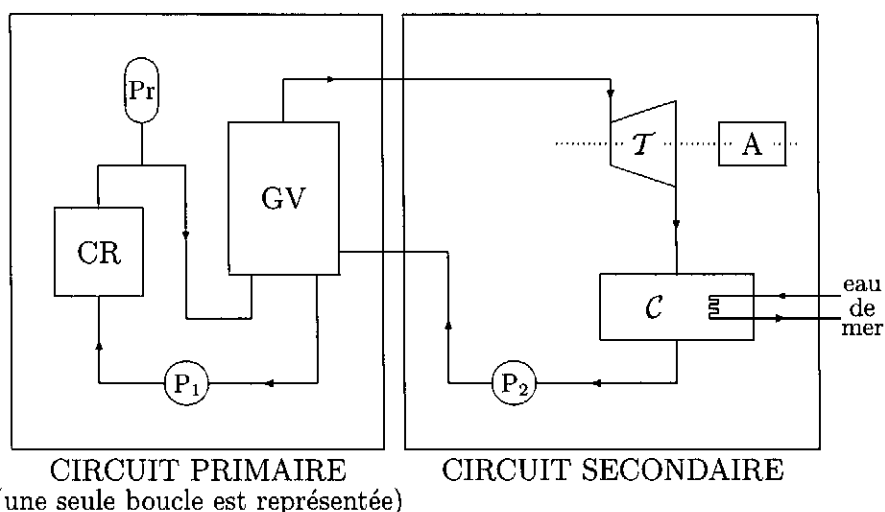 Pr
GV
CR
P₁
T
A
C
eau
de
mer
P₂
CIRCUIT PRIMAIRE
(une seule boucle est représentée)
CIRCUIT SECONDAIRE